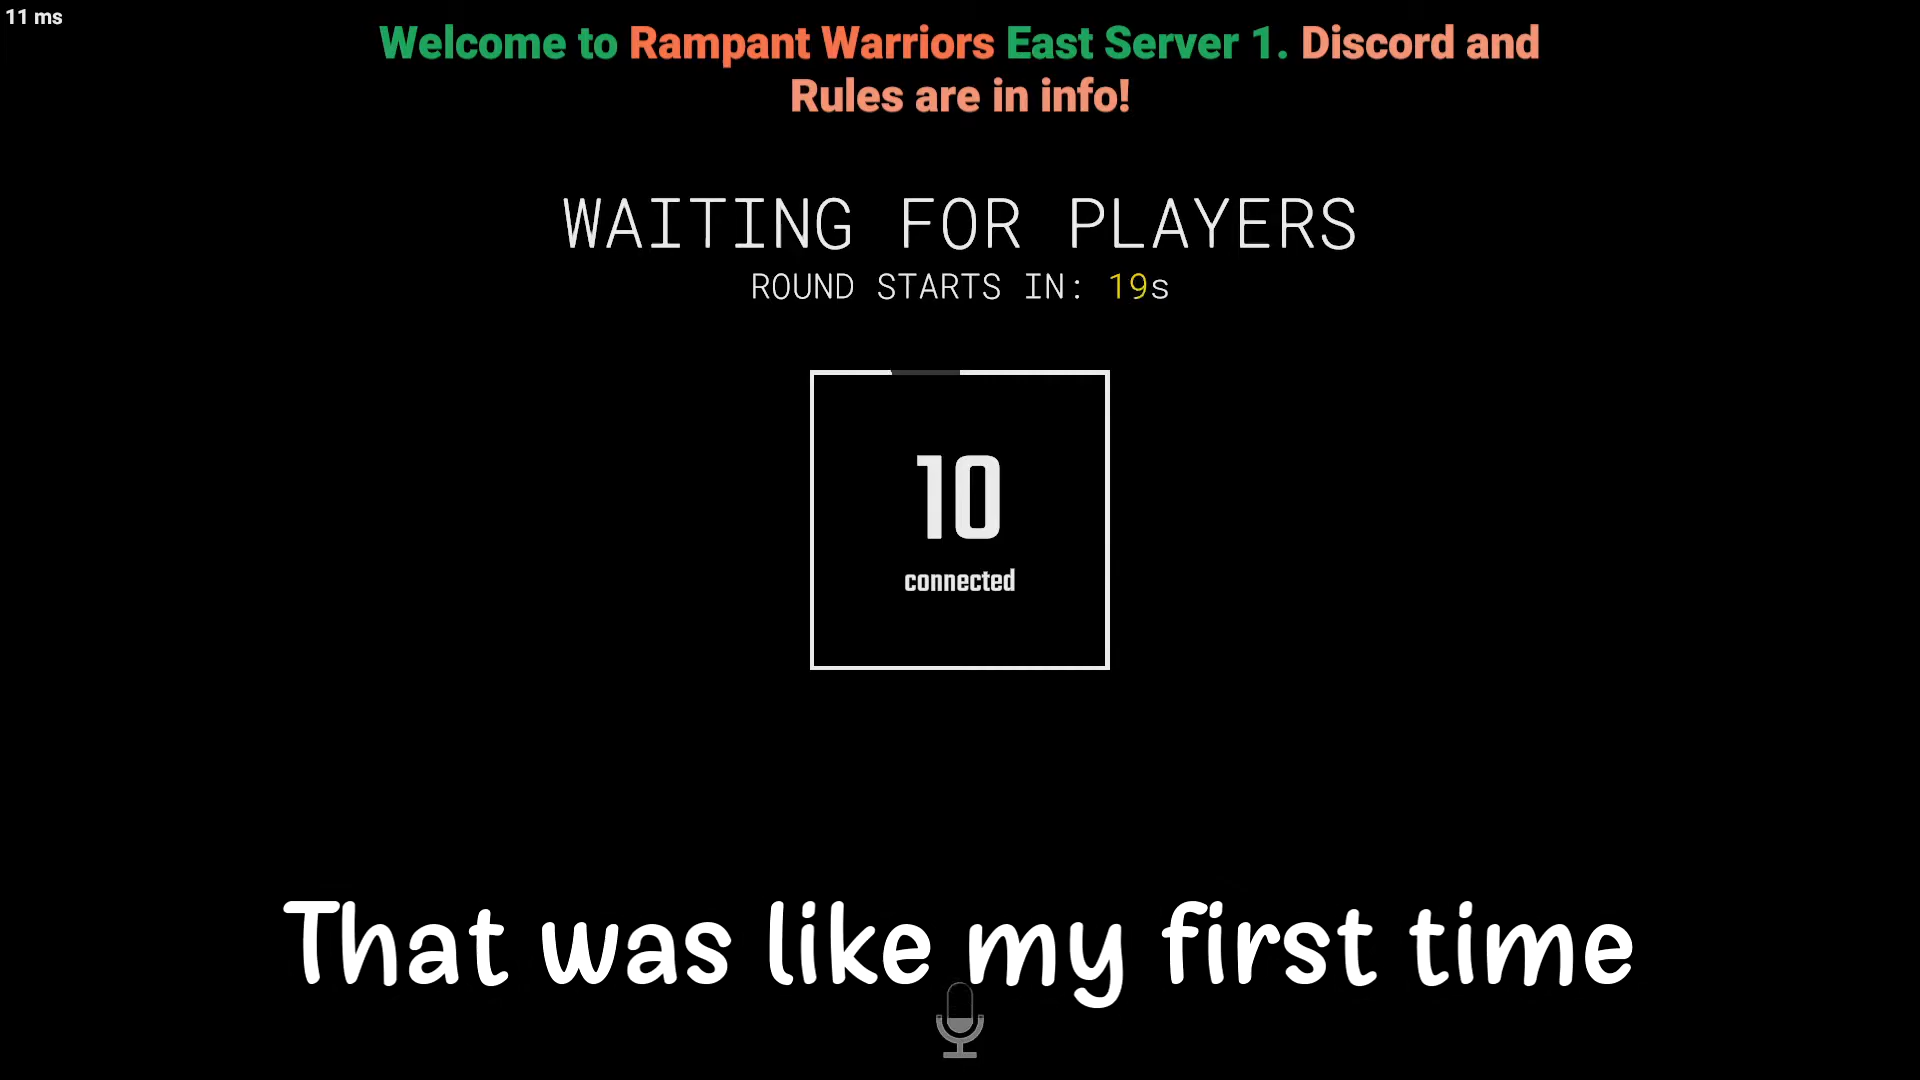 11 ms
Welcome to Rampant Warriors East Server 1. Discord and
Rules are in info!
WAITING FOR PLAYERS
ROUND STARTS IN: 19s
10
connected
That was like my first time